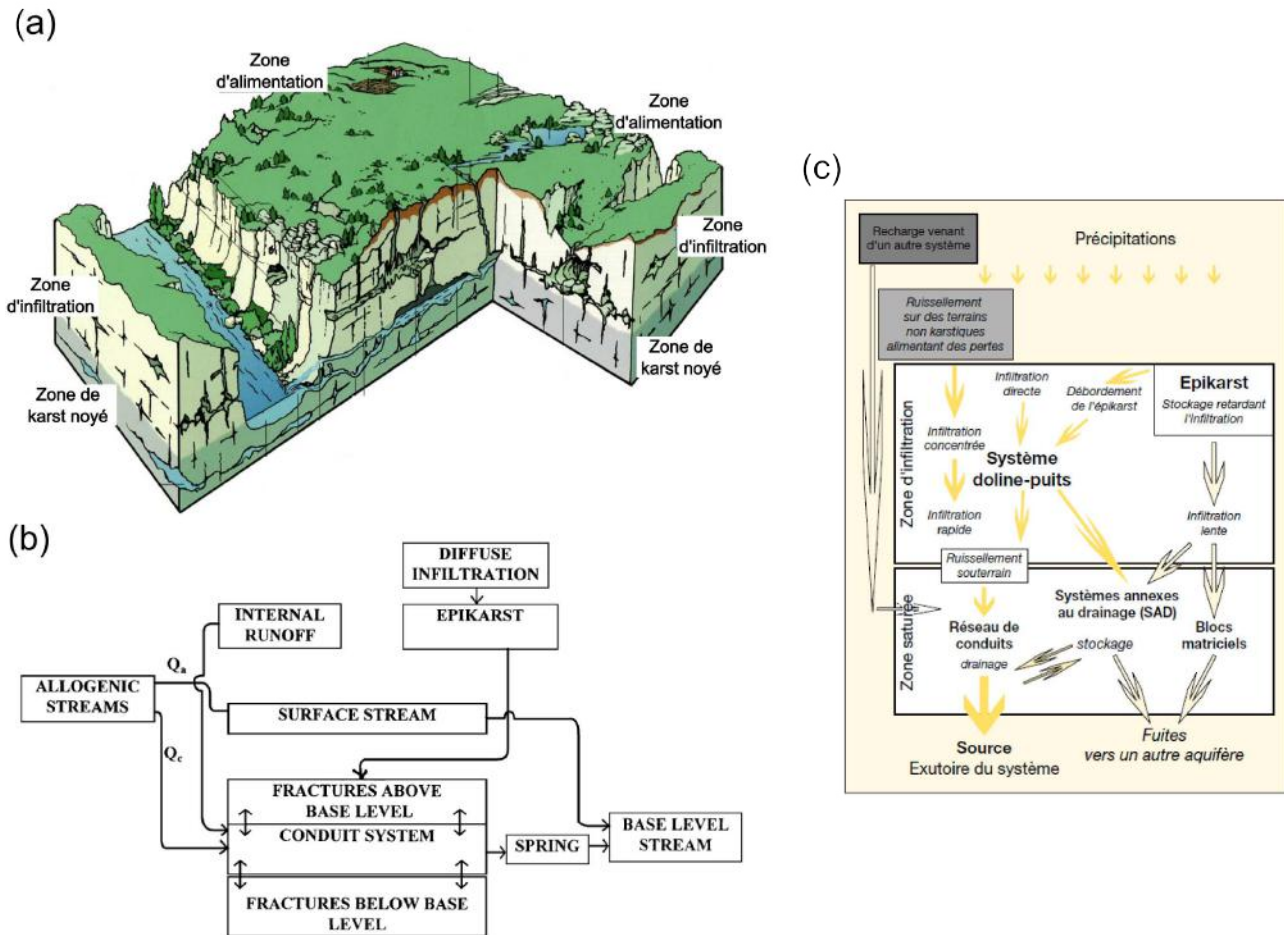 (a)
Zone
d'alimentation
Zone
d'alimentation
Zone
d'infiltration
Zone
d'infiltration
Zone de
karst noyé
Zone de
karst noyé
(b)
DIFFUSE
INFILTRATION
EPIKARST
INTERNAL
RUNOFF
Qa
ALLOGENIC
STREAMS
SURFACE STREAM
Qc
FRACTURES ABOVE
BASE LEVEL
CONDUIT SYSTEM
SPRING
BASE LEVEL
STREAM
FRACTURES BELOW BASE
LEVEL
(c)
Recharge venant
d'un autre système
Précipitations
Ruissellement
sur des terrains
non karstiques
alimentant des pertes
Zone d'infiltration
Infiltration
directe
Débordement
de l'épikarst
Epikarst
Stockage retardant
l'Infiltration
Infiltration
concentrée
Système
doline-puits
Infiltration
rapide
Infiltration
lente
Ruissellement
souterrain
Zone saturée
Systèmes annexes
au drainage (SAD)
Réseau de
conduits
drainage
stockage
Blocs
matriciels
Source
Exutoire du système
Fuites
vers un autre aquifère